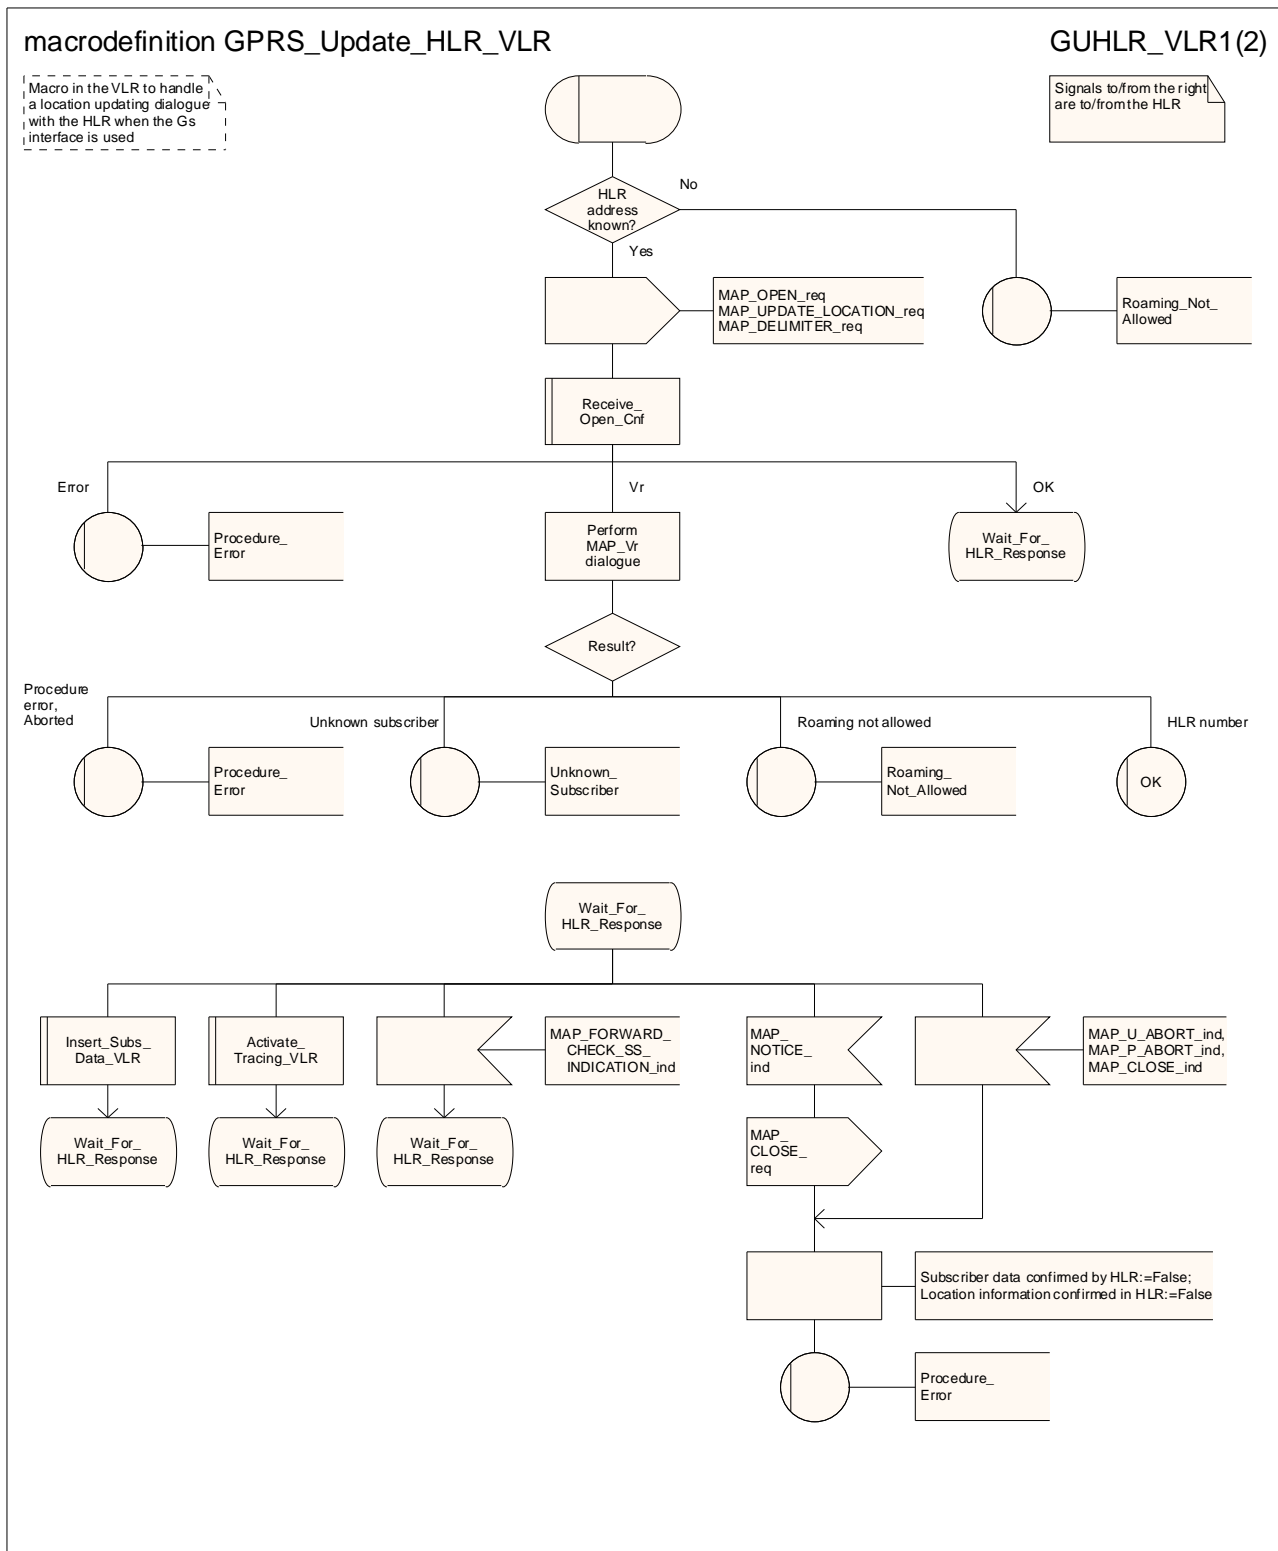 macrodefinition GPRS_Update_HLR_VLR
GUHLR_VLR1(2)
Macro in the VLR to handle
a location updating dialogue
with the HLR when the Gs
interface is used
Signals to/from the right
are to/from the HLR
HLR
address
known?
No
Yes
MAP_OPEN_req
MAP_UPDATE_LOCATION_req
MAP_DELIMITER_req
Roaming_Not_
Allowed
Receive_
Open_Cnf
Error
Vr
OK
Procedure_
Error
Perform
MAP_Vr
dialogue
Wait_For_
HLR_Response
Result?
Procedure
error,
Aborted
Unknown subscriber
Roaming not allowed
HLR number
Procedure_
Error
Unknown_
Subscriber
Roaming_
Not_Allowed
OK
Wait_For_
HLR_Response
Insert_Subs_
Data_VLR
Activate_
Tracing_VLR
MAP_FORWARD_
CHECK_SS_
INDICATION_ind
MAP_
NOTICE_
ind
MAP_U_ABORT_ind,
MAP_P_ABORT_ind,
MAP_CLOSE_ind
Wait_For_
HLR_Response
Wait_For_
HLR_Response
Wait_For_
HLR_Response
MAP_
CLOSE_
req
Subscriber data confirmed by HLR:=False;
Location information confirmed in HLR:=False
Procedure_
Error